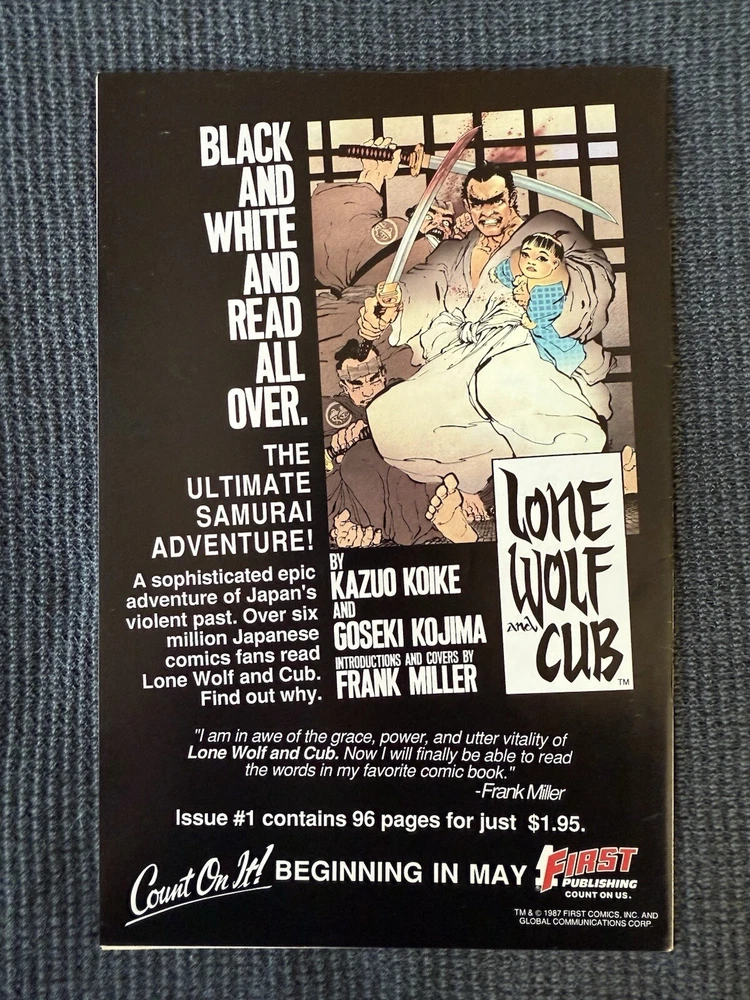 BLACK
AND
WHITE
AND
READ
ALL
OVER.
THE
ULTIMATE
SAMURAI
ADVENTURE!
A sophisticated epic
adventure of Japan's
violent past. Over six
million Japanese
comics fans read
Lone Wolf and Cub.
Find out why.
BY
KAZUO KOIKE
AND
GOSEKI KOJIMA
INTRODUCTIONS AND COVERS BY
FRANK MILLER
LONE
WOLF
and
CUB
TM
"I am in awe of the grace, power, and utter vitality of
Lone Wolf and Cub. Now I will finally be able to read
the words in my favorite comic book."
-Frank Miller
Issue #1 contains 96 pages for just $1.95.
Count On It!
BEGINNING IN MAY
FIRST
PUBLISHING
COUNT ON US.
TM & © 1987 FIRST COMICS, INC. AND
GLOBAL COMMUNICATIONS CORP.